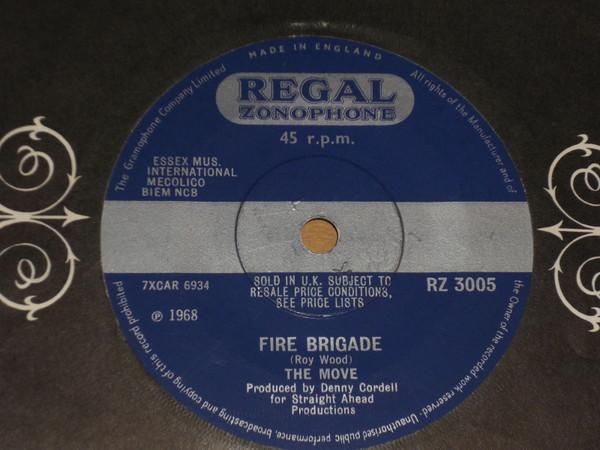 MADE IN ENGLAND
The Gramophone Company Limited
All rights of the Manufacturer and of
REGAL
ZONOPHONE
45 r.p.m.
ESSEX MUS.
INTERNATIONAL
MECOLICO
BIEM NCB
7XCAR 6934
SOLD IN U.K. SUBJECT TO
RESALE PRICE CONDITIONS,
SEE PRICE LISTS
RZ 3005
℗ 1968
FIRE BRIGADE
(Roy Wood)
THE MOVE
Produced by Denny Cordell
for Straight Ahead
Productions
the Owner of the recorded work reserved. Unauthorised public performance, broadcasting and copying of this record prohibited